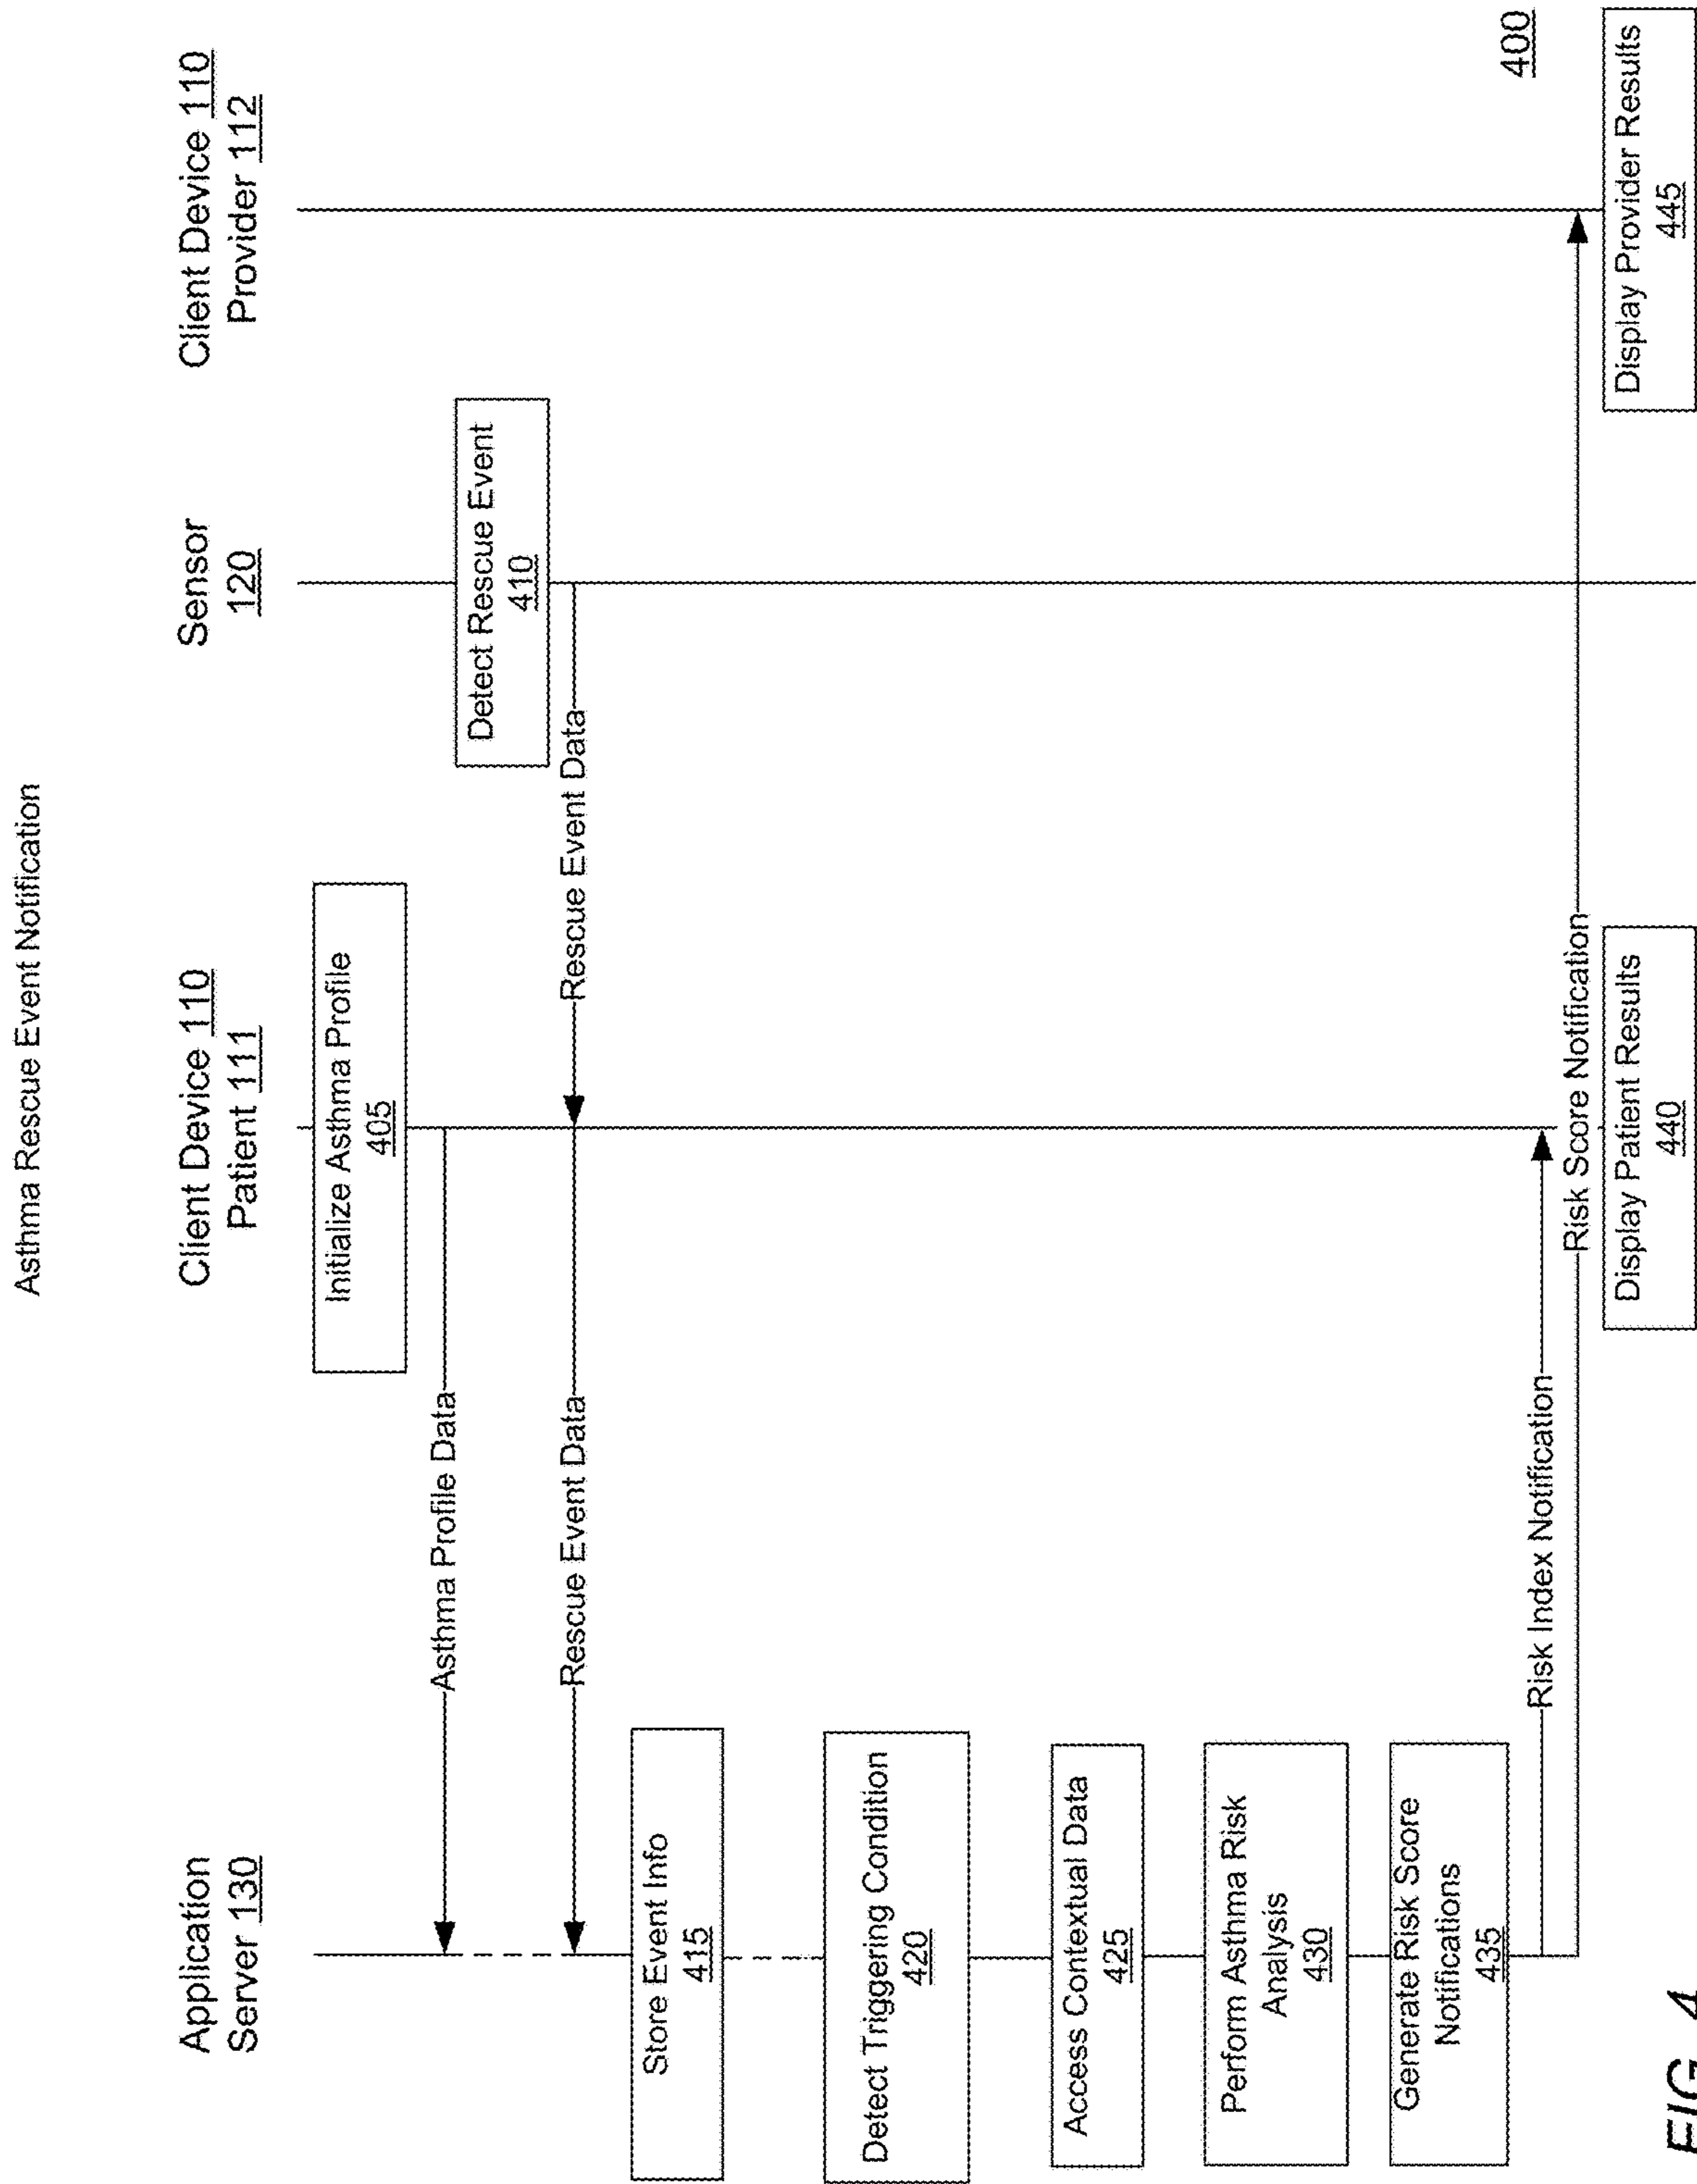 Asthma Rescue Event Notification
Application
Server 130
Client Device 110
Patient 111
Sensor
120
Client Device 110
Provider 112
Initialize Asthma Profile
405
Asthma Profile Data
Detect Rescue Event
410
Rescue Event Data
Rescue Event Data
Store Event Info
415
Detect Triggering Condition
420
Access Contextual Data
425
Perform Asthma Risk
Analysis
430
Generate Risk Score
Notifications
435
Risk Index Notification
Risk Score Notification
400
Display Patient Results
440
Display Provider Results
445
FIG. 4